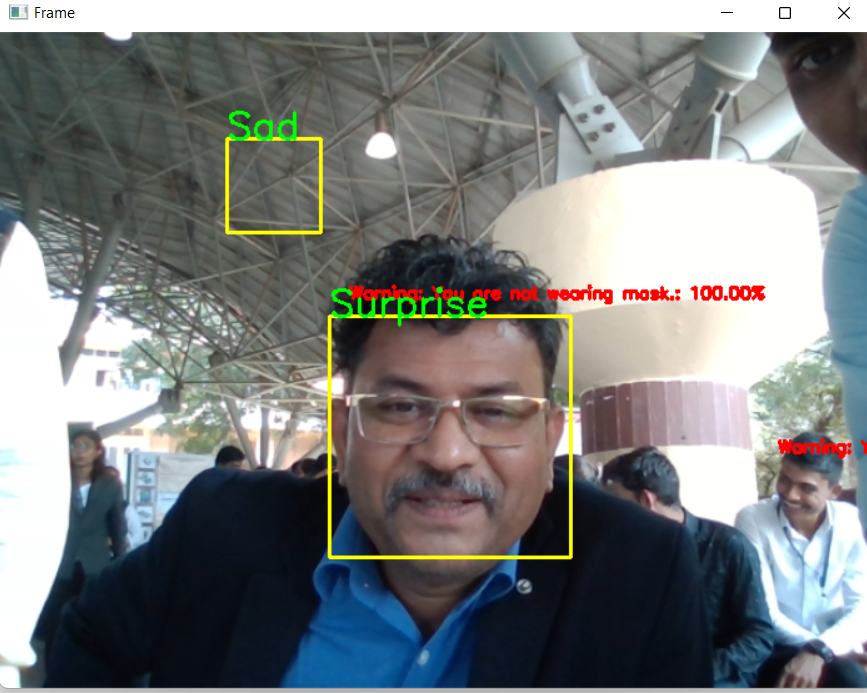 Frame
Sad
Warning: You are not wearing mask.: 100.00%
Surprise
Warning: Y